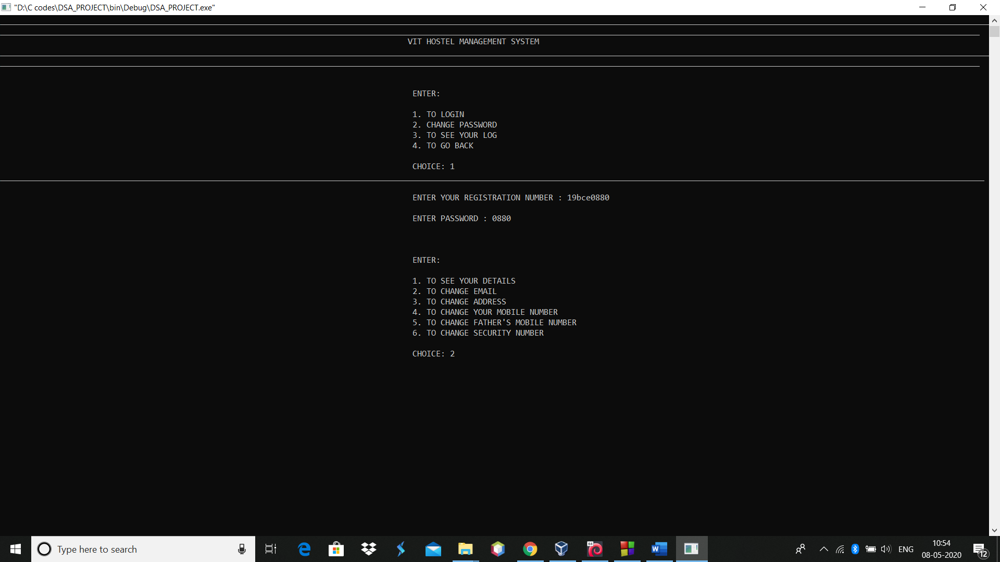 "D:\C codes\DSA_PROJECT\bin\Debug\DSA_PROJECT.exe"
VIT HOSTEL MANAGEMENT SYSTEM
ENTER:
1. TO LOGIN
2. CHANGE PASSWORD
3. TO SEE YOUR LOG
4. TO GO BACK
CHOICE: 1
ENTER YOUR REGISTRATION NUMBER : 19bce0880
ENTER PASSWORD : 0880
ENTER:
1. TO SEE YOUR DETAILS
2. TO CHANGE EMAIL
3. TO CHANGE ADDRESS
4. TO CHANGE YOUR MOBILE NUMBER
5. TO CHANGE FATHER'S MOBILE NUMBER
6. TO CHANGE SECURITY NUMBER
CHOICE: 2
Type here to search
64
W
ENG
10:54
08-05-2020
12